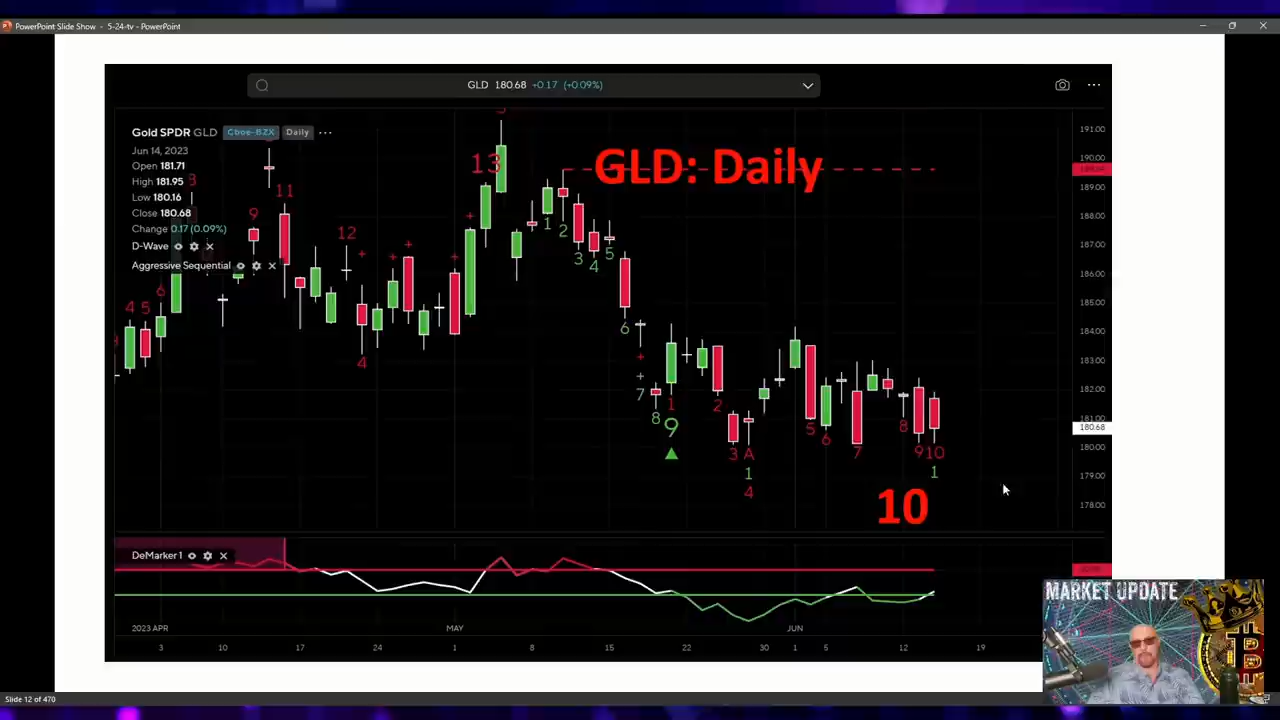 PowerPoint Slide Show - 5-24-tv - PowerPoint
GLD 180.68 +0.17 (+0.09%)
Gold SPDR GLD Cboe-BZX Daily ...
Jun 14, 2023
Open 181.71
High 181.95
Low 180.16
Close 180.68
Change 0.17 (0.09%)
D-Wave
Aggressive Sequential
GLD: Daily
13
3
11
9
12
4 5 6
4
1 2 3 4 5
6
7
8
9
1
2
3 A
1
4
5
6
7
8
9 10
1
10
191.00
190.00
189.00
188.00
187.00
186.00
185.00
184.00
183.00
182.00
181.00
180.68
180.00
179.00
178.00
DeMarker 1
2023 APR MAY JUN
3 10 17 24 1 8 15 22 30 1 5 12 19
MARKET UPDATE
Slide 12 of 470